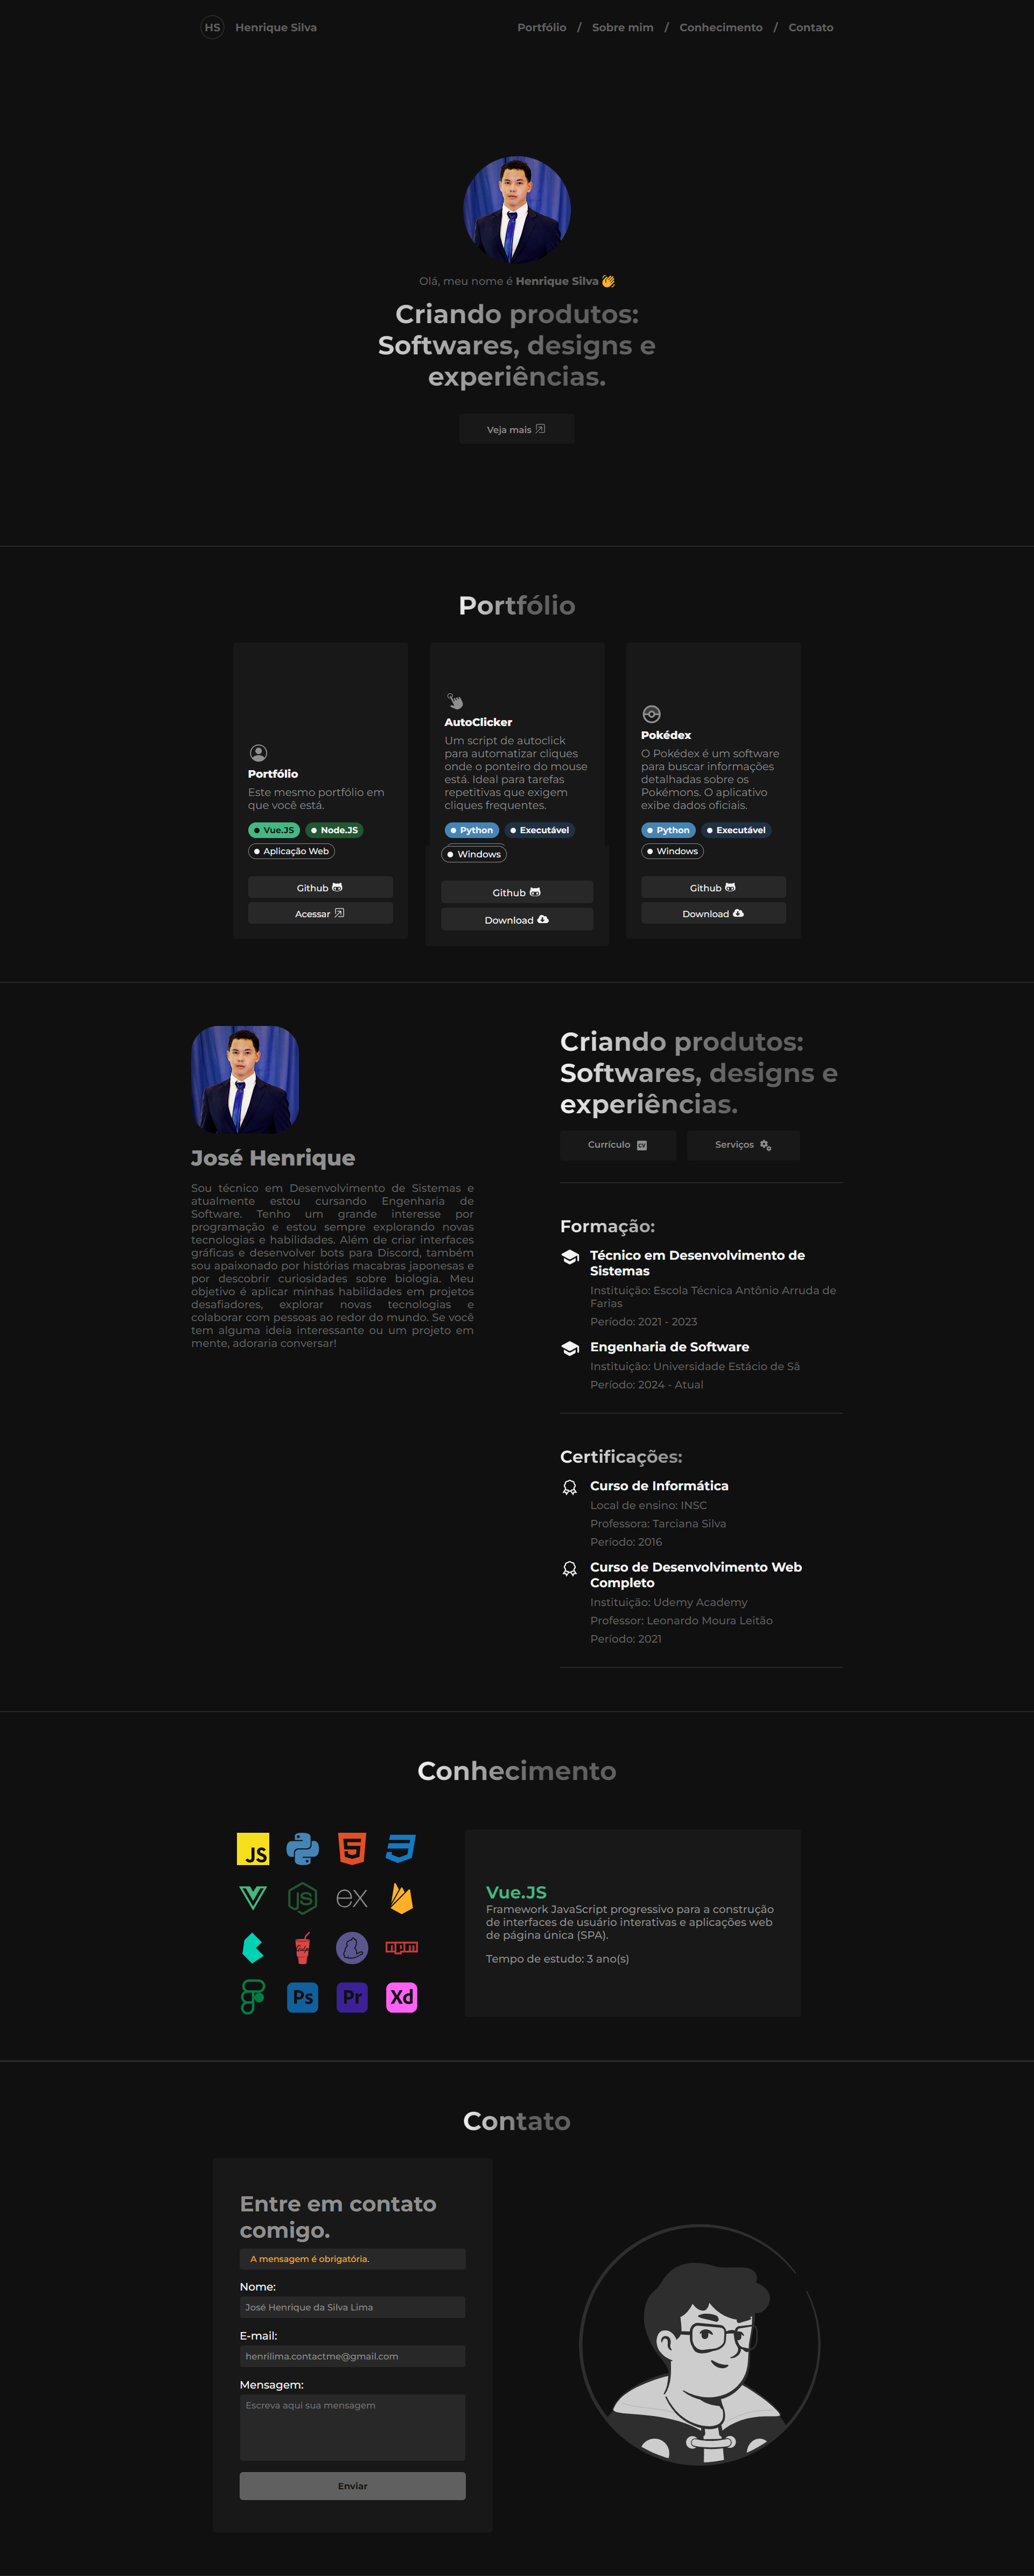 HS Henrique Silva Portfólio / Sobre mim / Conhecimento / Contato
Olá, meu nome é Henrique Silva
Criando produtos:
Softwares, designs e
experiências.
Veja mais
Portfólio
Portfólio
Este mesmo portfólio em
que você está.
Vue.JS Node.JS
Aplicação Web
Github
Acessar
AutoClicker
Um script de autoclick
para automatizar cliques
onde o ponteiro do mouse
está. Ideal para tarefas
repetitivas que exigem
cliques frequentes.
Python Executável
Windows
Github
Download
Pokédex
O Pokédex é um software
para buscar informações
detalhadas sobre os
Pokémons. O aplicativo
exibe dados oficiais.
Python Executável
Windows
Github
Download
José Henrique
Sou técnico em Desenvolvimento de Sistemas e
atualmente estou cursando Engenharia de
Software. Tenho um grande interesse por
programação e estou sempre explorando novas
tecnologias e habilidades. Além de criar interfaces
gráficas e desenvolver bots para Discord, também
sou apaixonado por histórias macabras japonesas e
por descobrir curiosidades sobre biologia. Meu
objetivo é aplicar minhas habilidades em projetos
desafiadores, explorar novas tecnologias e
colaborar com pessoas ao redor do mundo. Se você
tem alguma ideia interessante ou um projeto em
mente, adoraria conversar!
Criando produtos:
Softwares, designs e
experiências.
Currículo CV Serviços
Formação:
Técnico em Desenvolvimento de
Sistemas
Instituição: Escola Técnica Antônio Arruda de
Farias
Período: 2021 - 2023
Engenharia de Software
Instituição: Universidade Estácio de Sã
Período: 2024 - Atual
Certificações:
Curso de Informática
Local de ensino: INSC
Professora: Tarciana Silva
Período: 2016
Curso de Desenvolvimento Web
Completo
Instituição: Udemy Academy
Professor: Leonardo Moura Leitão
Período: 2021
Conhecimento
JS
JS ex
Gulp npm
Ps Pr Xd
Vue.JS
Framework JavaScript progressivo para a construção
de interfaces de usuário interativas e aplicações web
de página única (SPA).
Tempo de estudo: 3 ano(s)
Contato
Entre em contato
comigo.
A mensagem é obrigatória.
Nome:
José Henrique da Silva Lima
E-mail:
henrilima.contactme@gmail.com
Mensagem:
Escreva aqui sua mensagem
Enviar